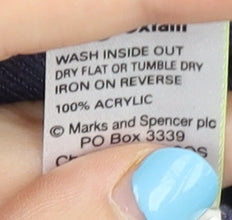 WASH INSIDE OUT
DRY FLAT OR TUMBLE DRY
IRON ON REVERSE
100% ACRYLIC
© Marks and Spencer plc
PO Box 3339